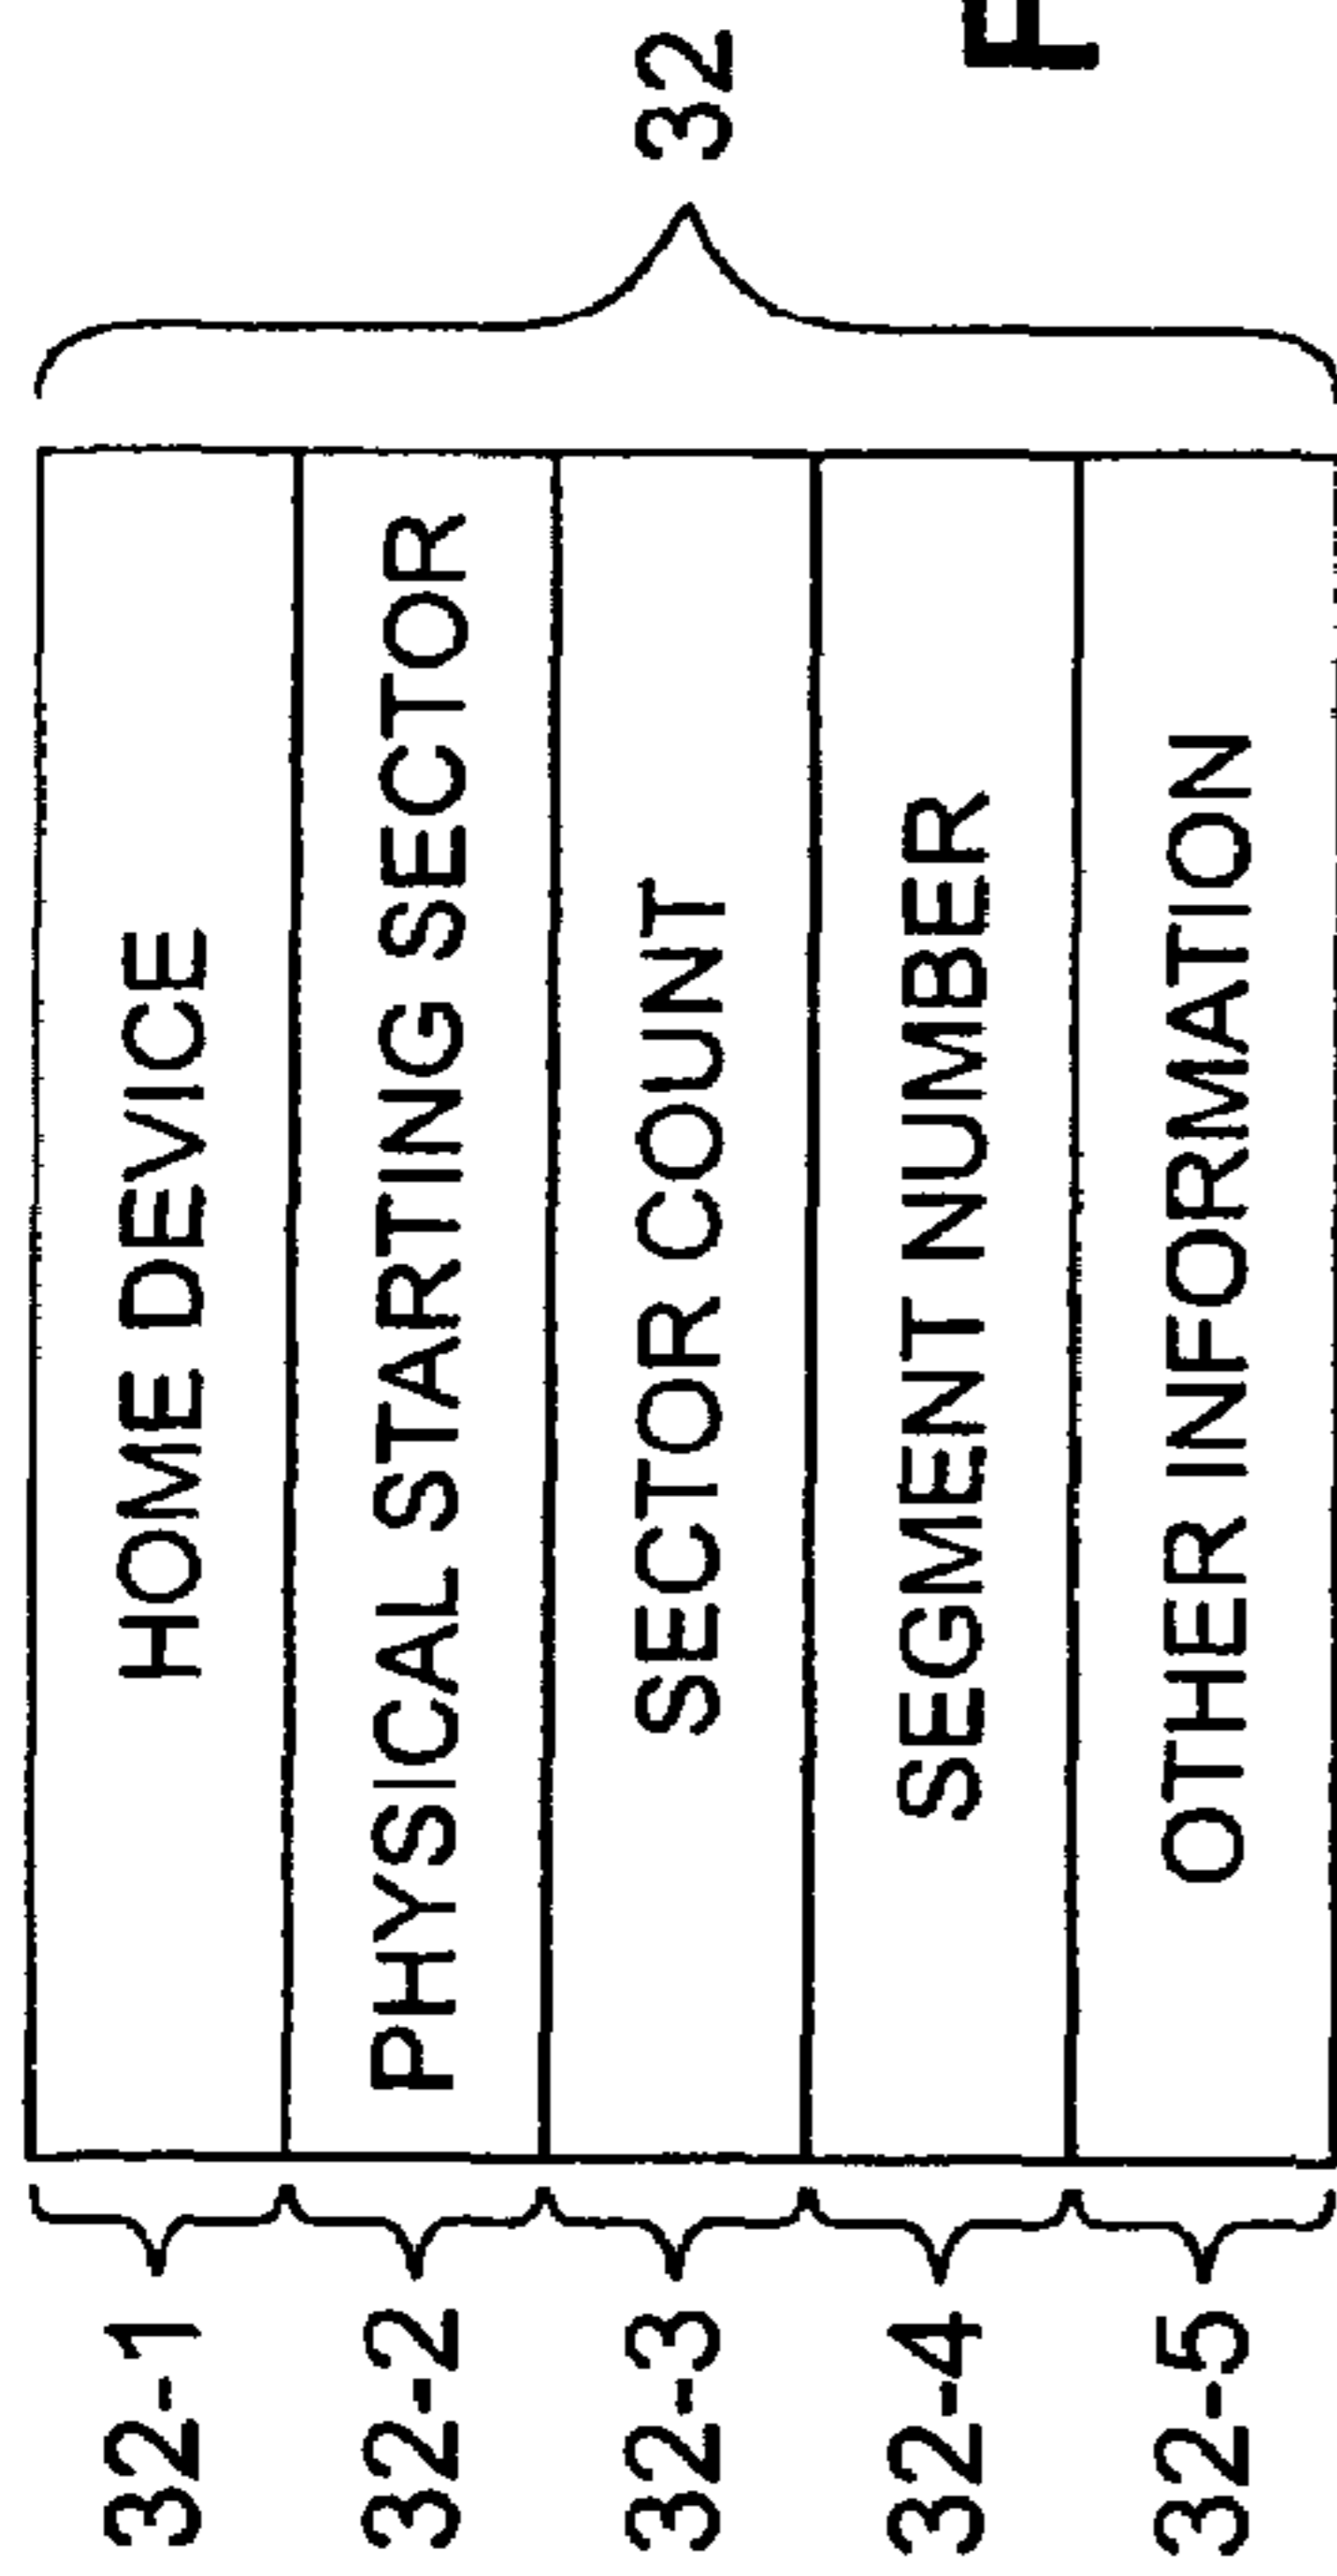 32-1 HOME DEVICE
32-2 PHYSICAL STARTING SECTOR
32-3 SECTOR COUNT
32
32-4 SEGMENT NUMBER
32-5 OTHER INFORMATION
F